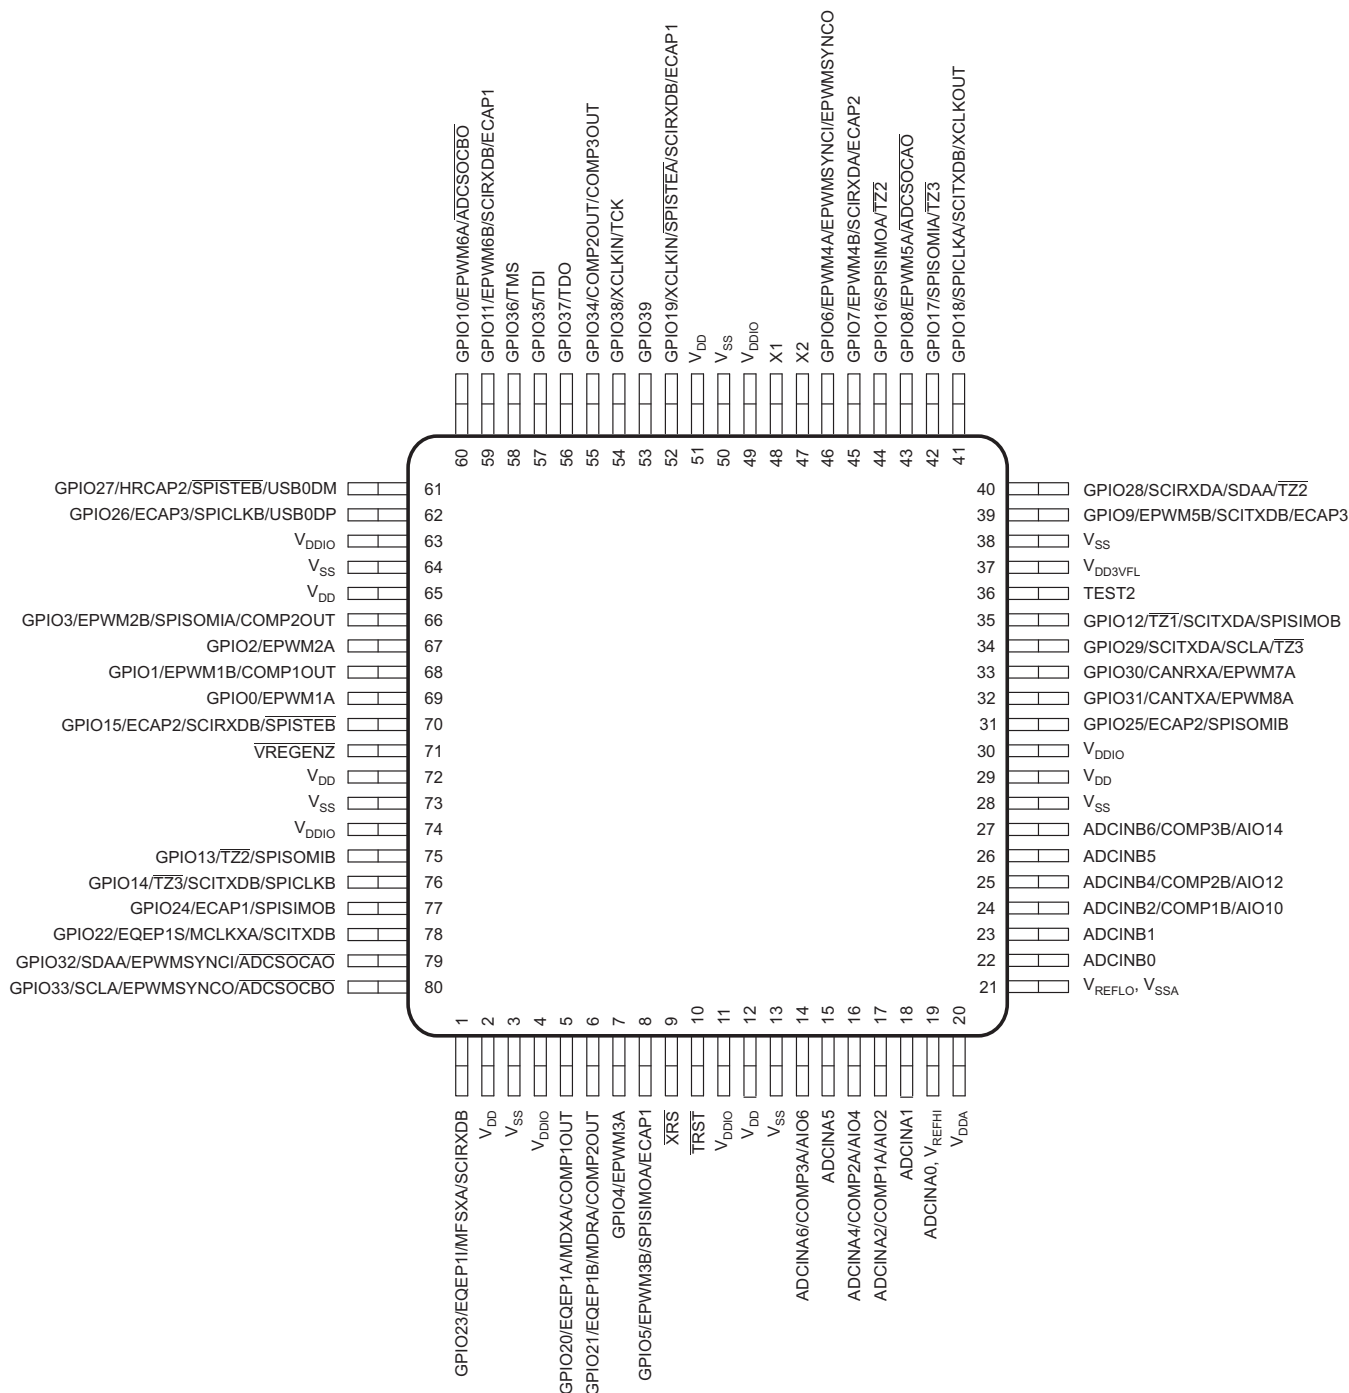 GPIO10/EPWM6A/ADCSOCBO
GPIO11/EPWM6B/SCIRXDB/ECAP1
GPIO36/TMS
GPIO35/TDI
GPIO37/TDO
GPIO34/COMP2OUT/COMP3OUT
GPIO38/XCLKIN/TCK
GPIO39
GPIO19/XCLKIN/SPISTEA/SCIRXDB/ECAP1
VDD
VSS
VDDIO
X1
X2
GPIO6/EPWM4A/EPWMSYNCI/EPWMSYNCO
GPIO7/EPWM4B/SCIRXDA/ECAP2
GPIO16/SPISIMOA/TZ2
GPIO8/EPWM5A/ADCSOCAO
GPIO17/SPISOMIA/TZ3
GPIO18/SPICLKA/SCITXDB/XCLKOUT
60
59
58
57
56
55
54
53
52
51
50
49
48
47
46
45
44
43
42
41
GPIO27/HRCAP2/SPISTEB/USB0DM 61
GPIO26/ECAP3/SPICLKB/USB0DP 62
VDDIO 63
VSS 64
VDD 65
GPIO3/EPWM2B/SPISOMIA/COMP2OUT 66
GPIO2/EPWM2A 67
GPIO1/EPWM1B/COMP1OUT 68
GPIO0/EPWM1A 69
GPIO15/ECAP2/SCIRXDB/SPISTEB 70
VREGENZ 71
VDD 72
VSS 73
VDDIO 74
GPIO13/TZ2/SPISOMIB 75
GPIO14/TZ3/SCITXDB/SPICLKB 76
GPIO24/ECAP1/SPISIMOB 77
GPIO22/EQEP1S/MCLKXA/SCITXDB 78
GPIO32/SDAA/EPWMSYNCI/ADCSOCAO 79
GPIO33/SCLA/EPWMSYNCO/ADCSOCBO 80
40 GPIO28/SCIRXDA/SDAA/TZ2
39 GPIO9/EPWM5B/SCITXDB/ECAP3
38 VSS
37 VDD3VFL
36 TEST2
35 GPIO12/TZ1/SCITXDA/SPISIMOB
34 GPIO29/SCITXDA/SCLA/TZ3
33 GPIO30/CANRXA/EPWM7A
32 GPIO31/CANTXA/EPWM8A
31 GPIO25/ECAP2/SPISOMIB
30 VDDIO
29 VDD
28 VSS
27 ADCINB6/COMP3B/AIO14
26 ADCINB5
25 ADCINB4/COMP2B/AIO12
24 ADCINB2/COMP1B/AIO10
23 ADCINB1
22 ADCINB0
21 VREFLO, VSSA
1
2
3
4
5
6
7
8
9
10
11
12
13
14
15
16
17
18
19
20
GPIO23/EQEP1I/MFSXA/SCIRXDB
VDD
VSS
VDDIO
GPIO20/EQEP1A/MDXA/COMP1OUT
GPIO21/EQEP1B/MDRA/COMP2OUT
GPIO4/EPWM3A
GPIO5/EPWM3B/SPISIMOA/ECAP1
XRS
TRST
VDDIO
VDD
VSS
ADCINA6/COMP3A/AIO6
ADCINA5
ADCINA4/COMP2A/AIO4
ADCINA2/COMP1A/AIO2
ADCINA1
ADCINA0, VREFHI
VDDA